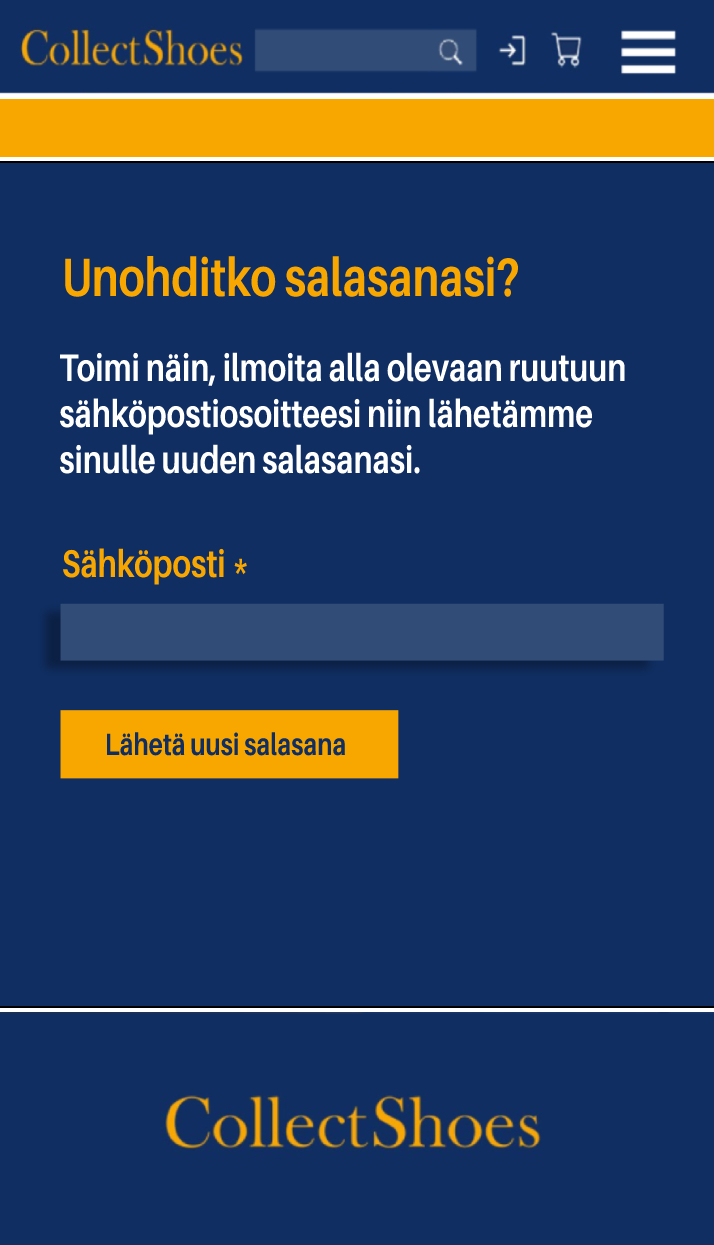 CollectShoes
Unohditko salasanasi?
Toimi näin, ilmoita alla olevaan ruutuun
sähköpostiosoitteesi niin lähetämme
sinulle uuden salasanasi.
Sähköposti *
Lähetä uusi salasana
CollectShoes